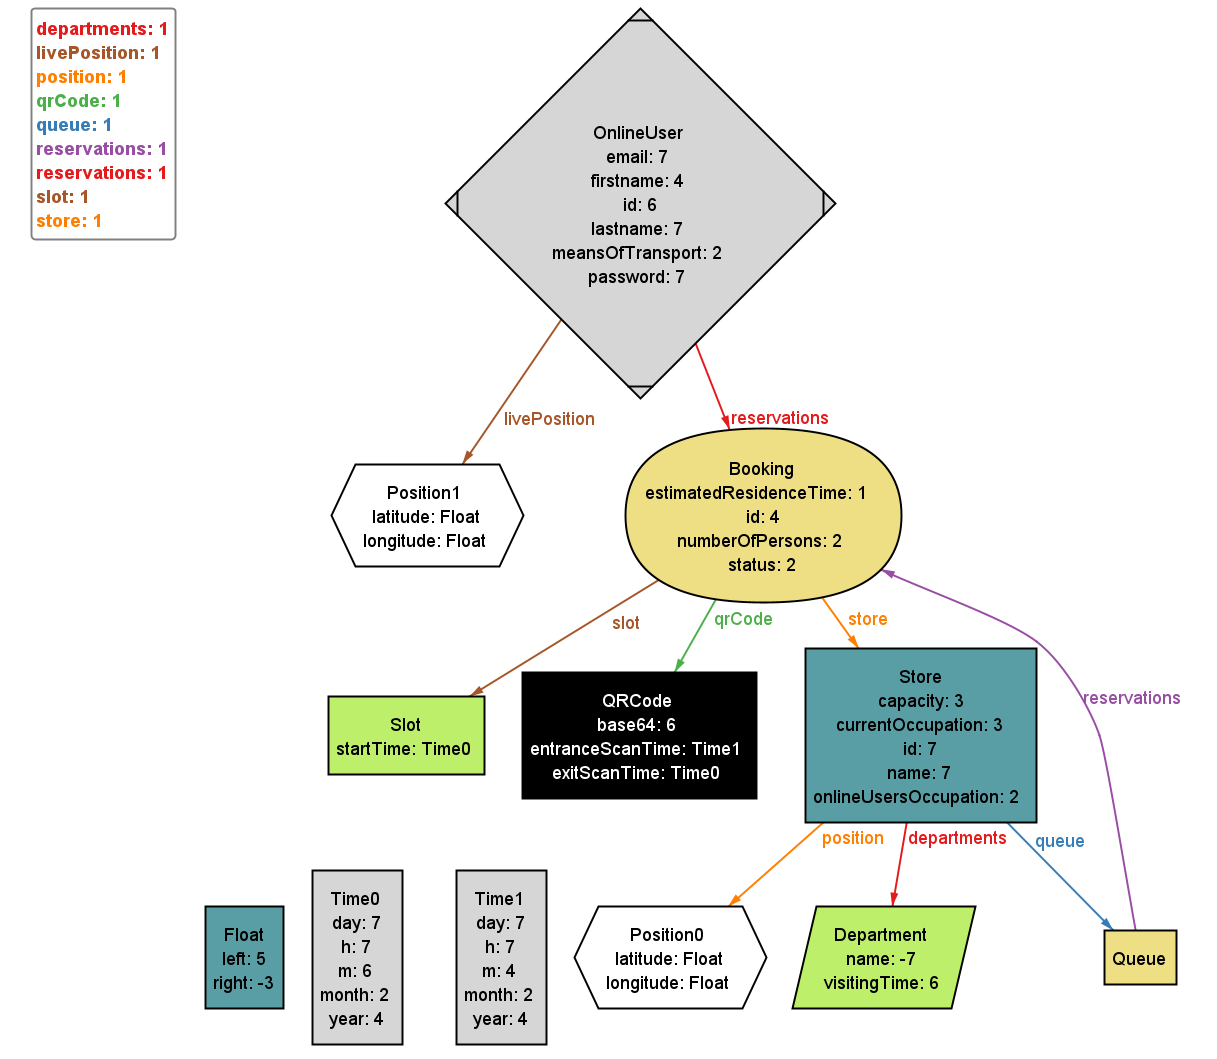 departments: 1
livePosition: 1
position: 1
qrCode: 1
queue: 1
reservations: 1
reservations: 1
slot: 1
store: 1
OnlineUser
email: 7
firstname: 4
id: 6
lastname: 7
meansOfTransport: 2
password: 7
livePosition
reservations
Position1
latitude: Float
longitude: Float
Booking
estimatedResidenceTime: 1
id: 4
numberOfPersons: 2
status: 2
slot
qrCode
store
reservations
Slot
startTime: Time0
QRCode
base64: 6
entranceScanTime: Time1
exitScanTime: Time0
Store
capacity: 3
currentOccupation: 3
id: 7
name: 7
onlineUsersOccupation: 2
position
departments
queue
Float
left: 5
right: -3
Time0
day: 7
h: 7
m: 6
month: 2
year: 4
Time1
day: 7
h: 7
m: 4
month: 2
year: 4
Position0
latitude: Float
longitude: Float
Department
name: -7
visitingTime: 6
Queue